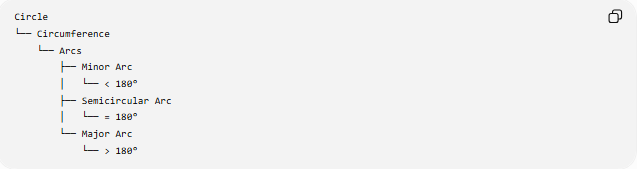 Circle
└── Circumference
    └── Arcs
        ├── Minor Arc
        │   └── < 180°
        ├── Semicircular Arc
        │   └── = 180°
        └── Major Arc
            └── > 180°